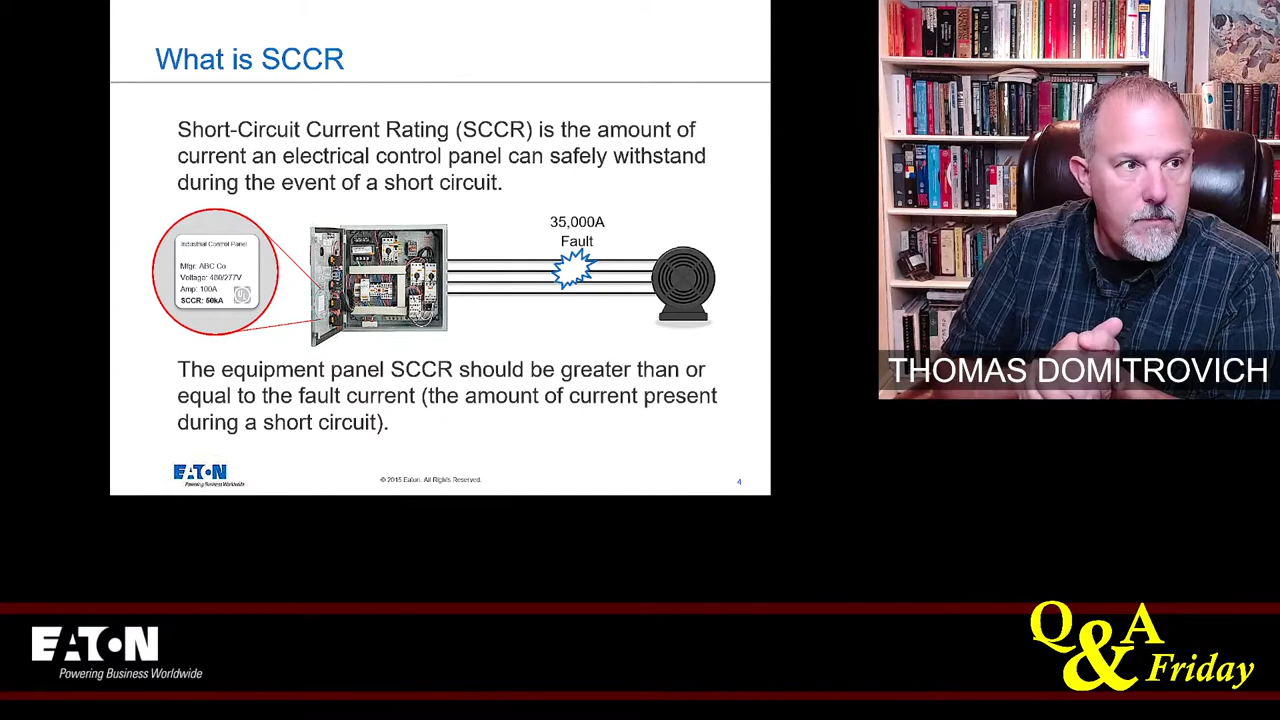 What is SCCR
Short-Circuit Current Rating (SCCR) is the amount of
current an electrical control panel can safely withstand
during the event of a short circuit.
Industrial Control Panel
Mfgr: ABC Co
Voltage: 480/277V
Amp: 100A
SCCR: 50kA
35,000A
Fault
The equipment panel SCCR should be greater than or
equal to the fault current (the amount of current present
during a short circuit).
EATON
Powering Business Worldwide
© 2015 Eaton. All Rights Reserved.
4
THOMAS DOMITROVICH
EATON
Powering Business Worldwide
Q&A
Friday